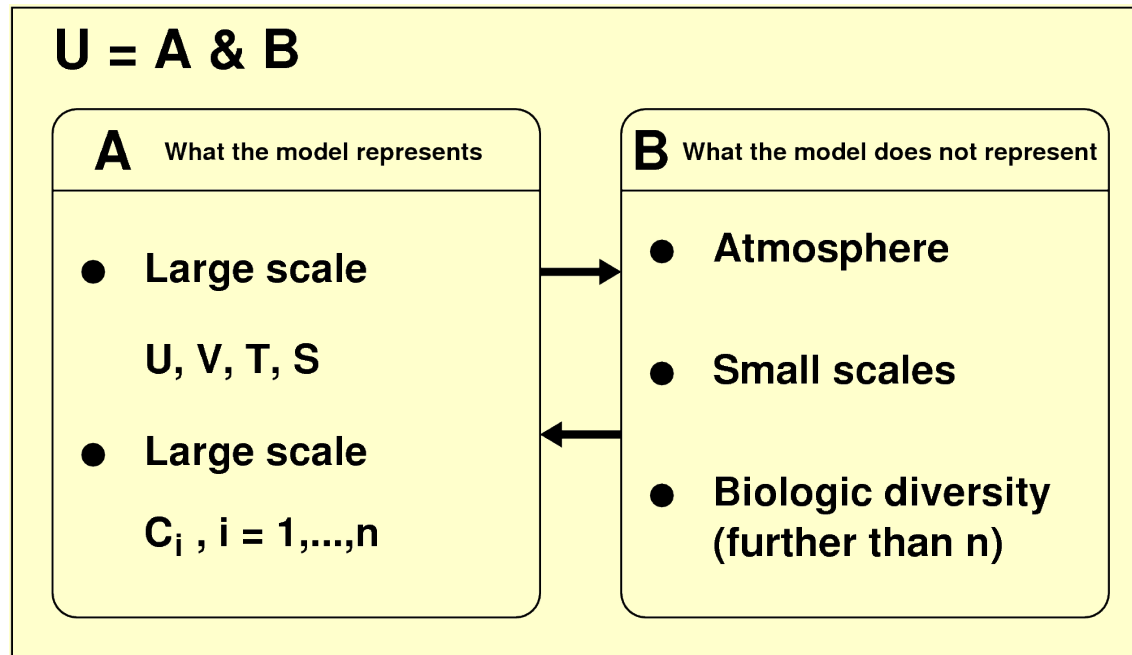 U = A & B
A What the model represents
● Large scale
U, V, T, S
● Large scale
Cᵢ , i = 1,...,n
B What the model does not represent
● Atmosphere
● Small scales
● Biologic diversity
(further than n)